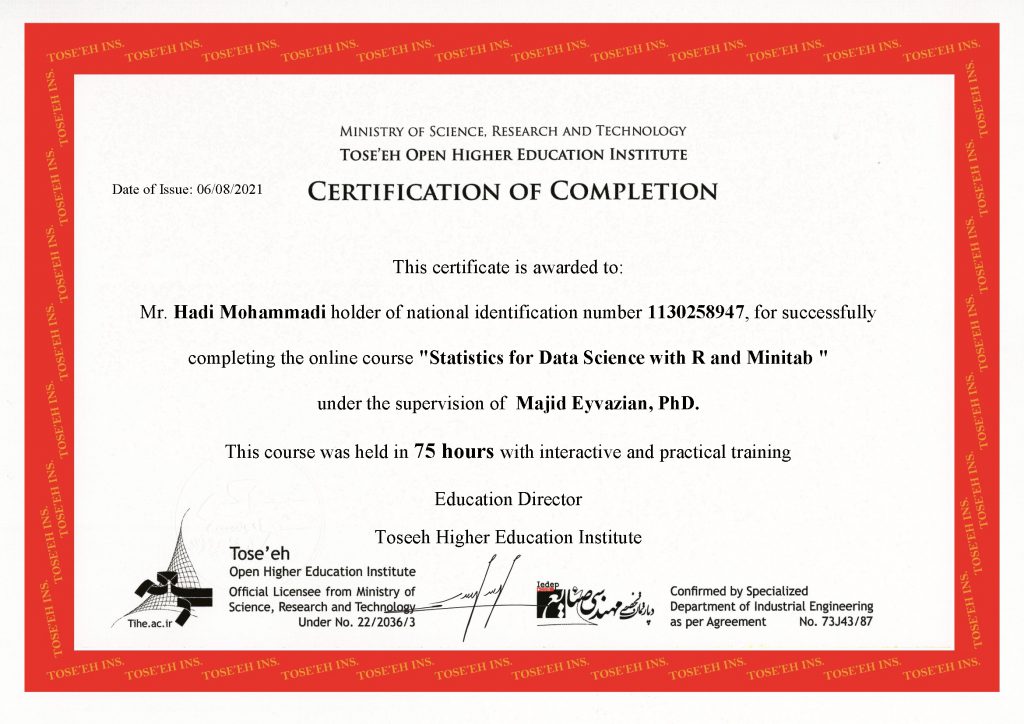 TOSE'EH INS. TOSE'EH INS. TOSE'EH INS. TOSE'EH INS. TOSE'EH INS. TOSE'EH INS. TOSE'EH INS. TOSE'EH INS. TOSE'EH INS. TOSE'EH INS. TOSE'EH INS. TOSE'EH INS.
MINISTRY OF SCIENCE, RESEARCH AND TECHNOLOGY
TOSE'EH OPEN HIGHER EDUCATION INSTITUTE
Date of Issue: 06/08/2021
CERTIFICATION OF COMPLETION
This certificate is awarded to:
Mr. Hadi Mohammadi holder of national identification number 1130258947, for successfully
completing the online course "Statistics for Data Science with R and Minitab "
under the supervision of Majid Eyvazian, PhD.
This course was held in 75 hours with interactive and practical training
Education Director
Toseeh Higher Education Institute
Tose'eh
Open Higher Education Institute
Official Licensee from Ministry of
Science, Research and Technology
Under No. 22/2036/3
Tihe.ac.ir
Iedep
دپارتمان تخصصی مهندسی صنایع
Confirmed by Specialized
Department of Industrial Engineering
as per Agreement No. 73J43/87
TOSE'EH INS. TOSE'EH INS. TOSE'EH INS. TOSE'EH INS. TOSE'EH INS. TOSE'EH INS. TOSE'EH INS. TOSE'EH INS. TOSE'EH INS. TOSE'EH INS. TOSE'EH INS. TOSE'EH INS.